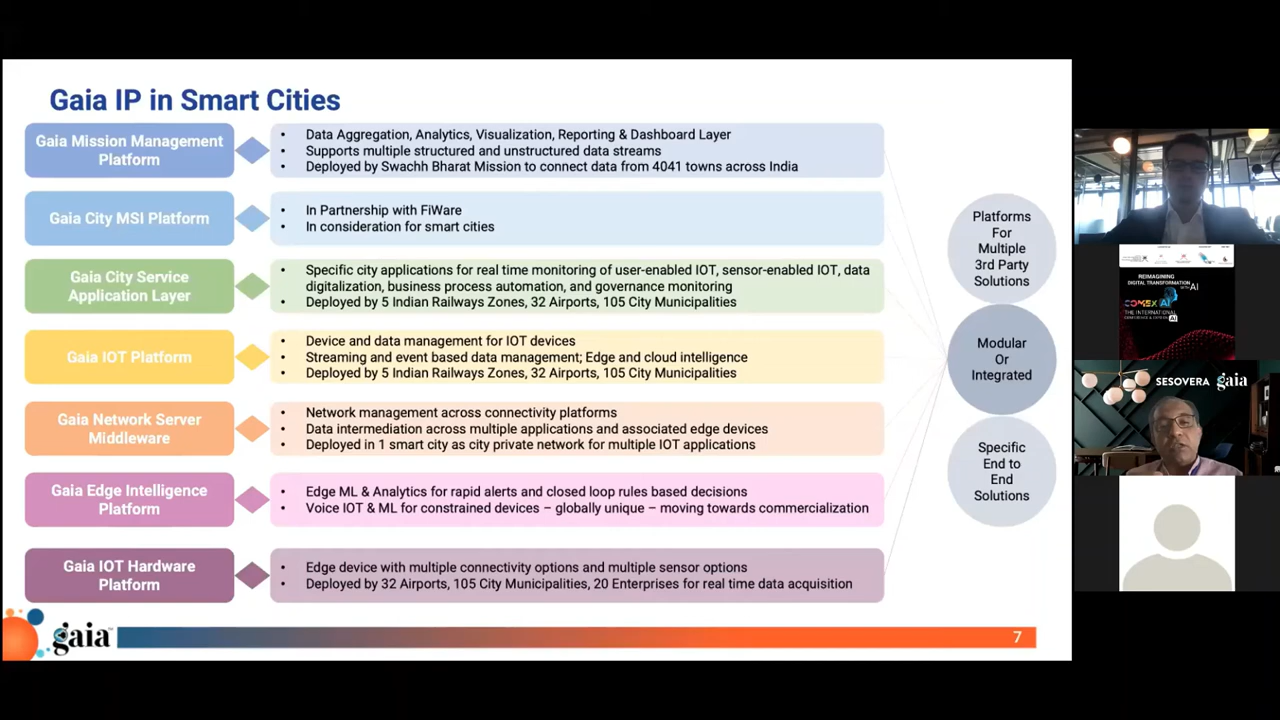 Gaia IP in Smart Cities
Gaia Mission Management
Platform
• Data Aggregation, Analytics, Visualization, Reporting & Dashboard Layer
• Supports multiple structured and unstructured data streams
• Deployed by Swachh Bharat Mission to connect data from 4041 towns across India
Gaia City MSI Platform
• In Partnership with FiWare
• In consideration for smart cities
Gaia City Service
Application Layer
• Specific city applications for real time monitoring of user-enabled IOT, sensor-enabled IOT, data
digitalization, business process automation, and governance monitoring
• Deployed by 5 Indian Railways Zones, 32 Airports, 105 City Municipalities
Gaia IOT Platform
• Device and data management for IOT devices
• Streaming and event based data management; Edge and cloud intelligence
• Deployed by 5 Indian Railways Zones, 32 Airports, 105 City Municipalities
Gaia Network Server
Middleware
• Network management across connectivity platforms
• Data intermediation across multiple applications and associated edge devices
• Deployed in 1 smart city as city private network for multiple IOT applications
Gaia Edge Intelligence
Platform
• Edge ML & Analytics for rapid alerts and closed loop rules based decisions
• Voice IOT & ML for constrained devices – globally unique – moving towards commercialization
Gaia IOT Hardware
Platform
• Edge device with multiple connectivity options and multiple sensor options
• Deployed by 32 Airports, 105 City Municipalities, 20 Enterprises for real time data acquisition
Platforms
For
Multiple
3rd Party
Solutions
Modular
Or
Integrated
Specific
End to
End
Solutions
gaia
7
REIMAGINING
DIGITAL TRANSFORMATION
WITH AI
COMEX AI
THE INTERNATIONAL
SESOVERA gaia